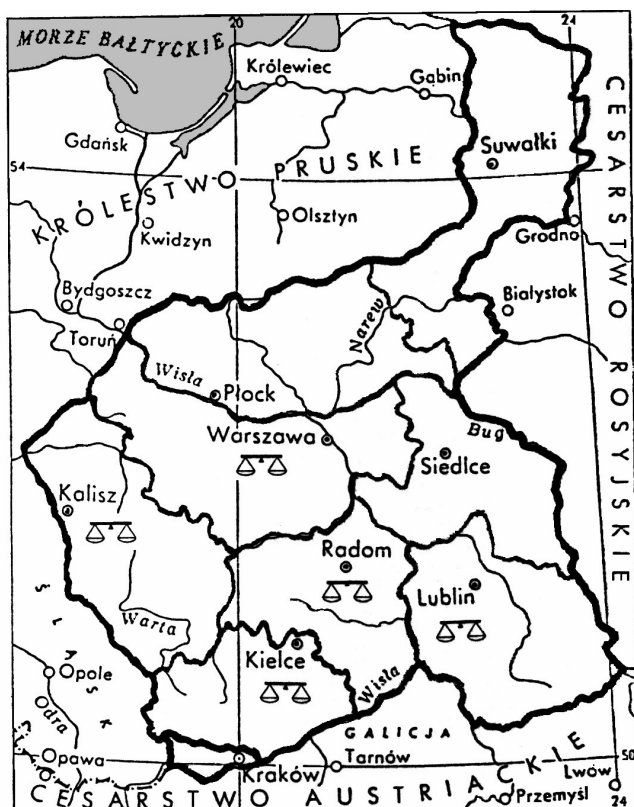 20
24
MORZE BAŁTYCKIE
Królewiec
Gąbin
Gdańsk
Suwałki
54
KRÓLESTWO PRUSKIE
CESARSTWO ROSYJSKIE
Olsztyn
Kwidzyn
Grodno
Bydgoszcz
Białystok
Toruń
Narew
Wisła
Płock
Warszawa
Bug
Siedlce
Kalisz
Radom
Lublin
ŚLĄSK
Warta
Kielce
Wisła
Opole
Odra
GALICJA
Opawa
Kraków
Tarnów
50
Lwów
CESARSTWO AUSTRIACKIE
Przemyśl
24